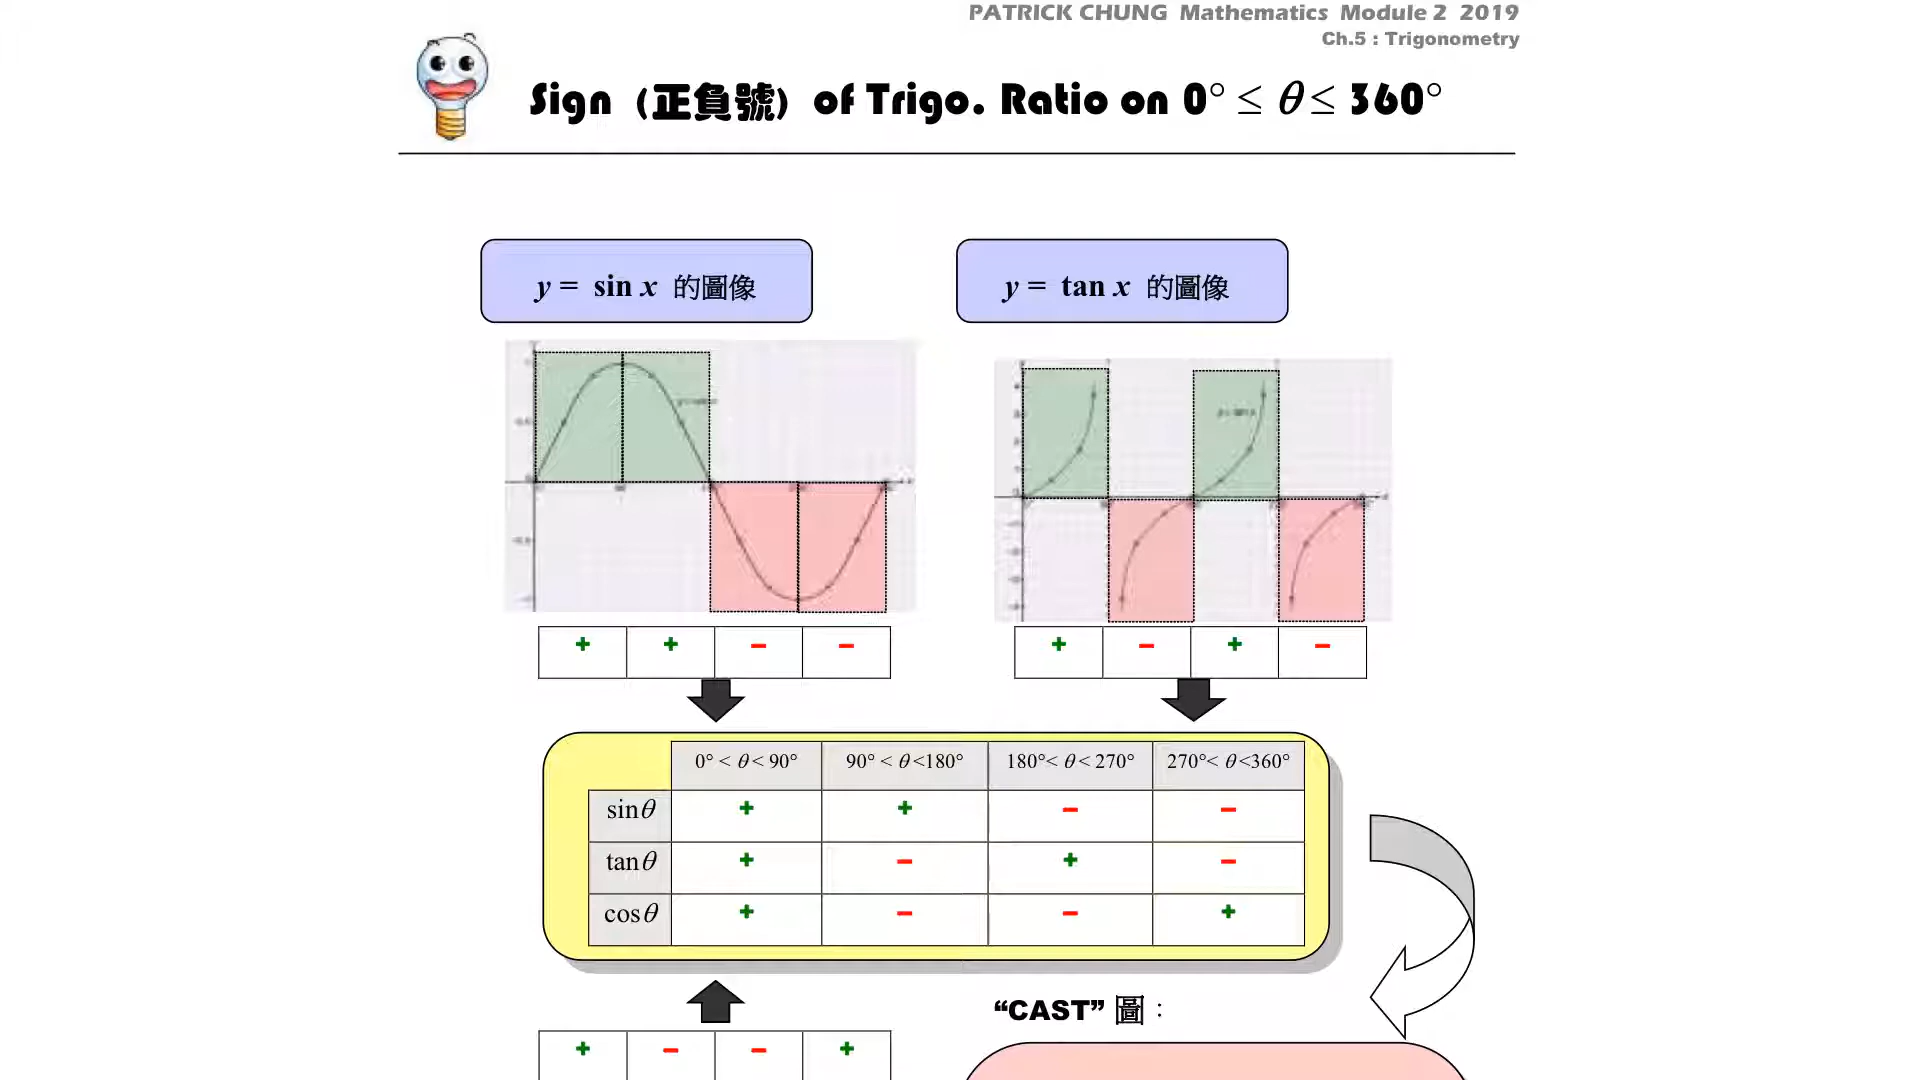 PATRICK CHUNG Mathematics Module 2 2019
Ch.5 : Trigonometry
Sign (正負號) of Trigo. Ratio on 0° ≤ θ ≤ 360°
y = sin x 的圖像
y = tan x 的圖像
+ + − −
+ − + −
0° < θ < 90° 90° < θ <180° 180°< θ < 270° 270°< θ <360°
sinθ + + − −
tanθ + − + −
cosθ + − − +
“CAST” 圖 :
+ − − +